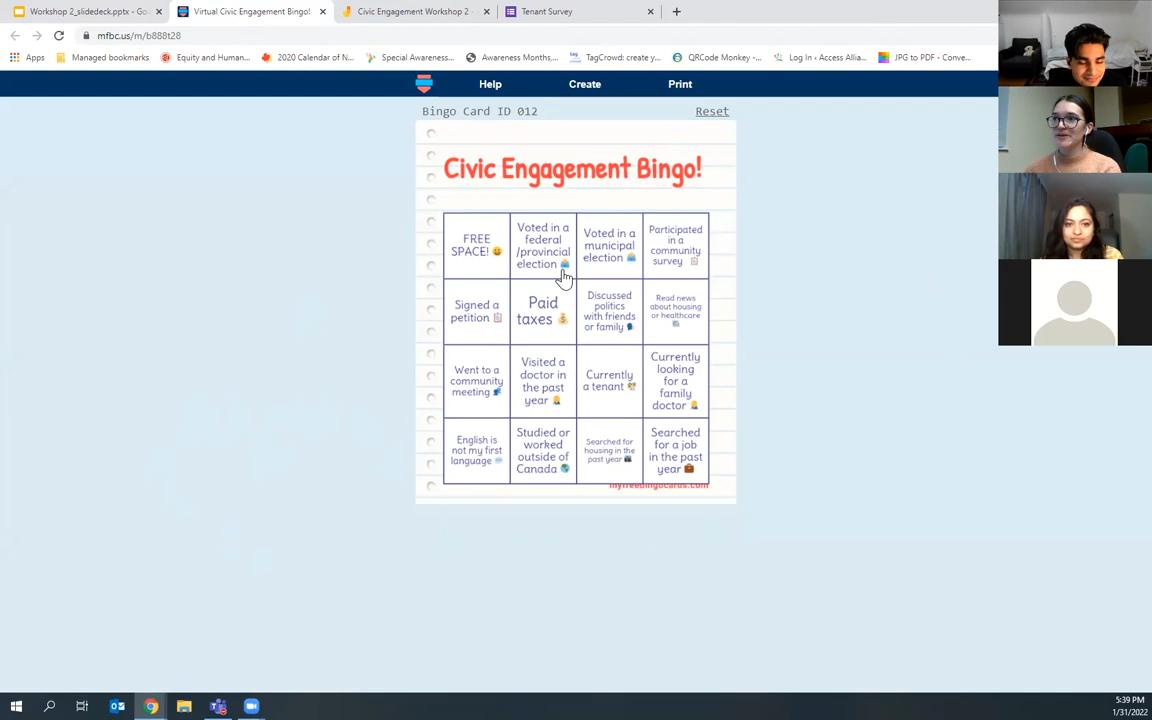 Workshop 2_slidedeck.pptx - Go
Virtual Civic Engagement Bingo!
Civic Engagement Workshop 2 -
Tenant Survey
mfbc.us/m/b888t28
Apps
Managed bookmarks
Equity and Human...
2020 Calendar of N...
Special Awareness...
Awareness Months,...
TagCrowd: create y...
QRCode Monkey -...
Log In ‹ Access Allia...
JPG to PDF - Conve...
Help
Create
Print
Bingo Card ID 012
Reset
Civic Engagement Bingo!
FREE
SPACE!
Voted in a
federal
/provincial
election
Voted in a
municipal
election
Participated
in a
community
survey
Signed a
petition
Paid
taxes
Discussed
politics
with friends
or family
Read news
about housing
or healthcare
Went to a
community
meeting
Visited a
doctor in
the past
year
Currently
a tenant
Currently
looking
for a
family
doctor
English is
not my first
language
Studied or
worked
outside of
Canada
Searched for
housing in the
past year
Searched
for a job
in the past
year
myfreebingocards.com
5:39 PM
1/31/2022